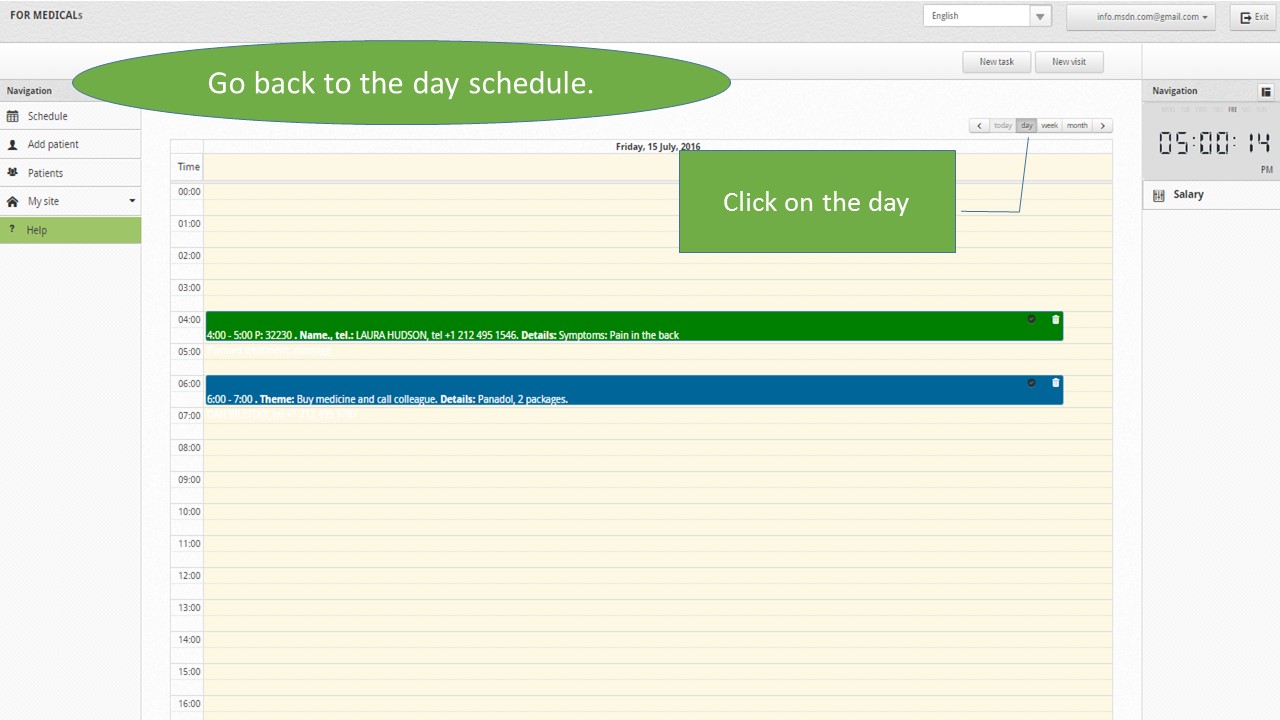 FOR MEDICALs
English
info.msdn.com@gmail.com
Exit
Go back to the day schedule.
New task
New visit
Navigation
Schedule
Add patient
Patients
My site
? Help
Navigation
FRI
05:00:14
PM
Salary
today day week month
Friday, 15 July, 2016
Time
Click on the day
00:00
01:00
02:00
03:00
04:00
4:00 - 5:00 P: 32230 . Name., tel.: LAURA HUDSON, tel +1 212 495 1546. Details: Symptoms: Pain in the back
05:00
06:00
6:00 - 7:00 . Theme: Buy medicine and call colleague. Details: Panadol, 2 packages.
07:00
08:00
09:00
10:00
11:00
12:00
13:00
14:00
15:00
16:00